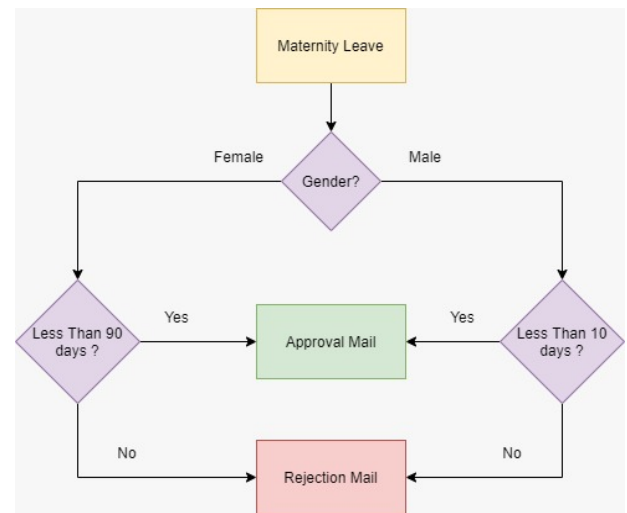 Maternity Leave
Female
Male
Gender?
Less Than 90
days ?
Yes
Approval Mail
Yes
Less Than 10
days ?
No
Rejection Mail
No